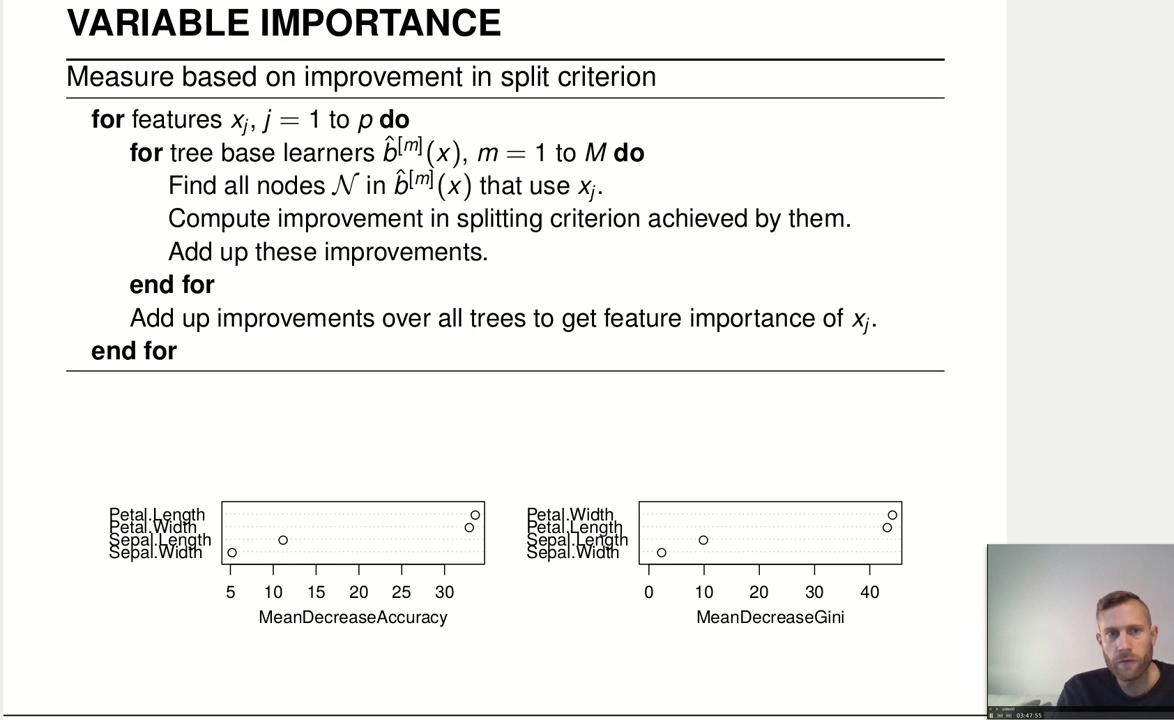 VARIABLE IMPORTANCE
Measure based on improvement in split criterion
for features xⱼ, j = 1 to p do
for tree base learners b̂[m](x), m = 1 to M do
Find all nodes 𝒩 in b̂[m](x) that use xⱼ.
Compute improvement in splitting criterion achieved by them.
Add up these improvements.
end for
Add up improvements over all trees to get feature importance of xⱼ.
end for
Petal.Length
Petal.Width
Sepal.Length
Sepal.Width
5 10 15 20 25 30
MeanDecreaseAccuracy
Petal.Width
Petal.Length
Sepal.Length
Sepal.Width
0 10 20 30 40
MeanDecreaseGini
03:47:55